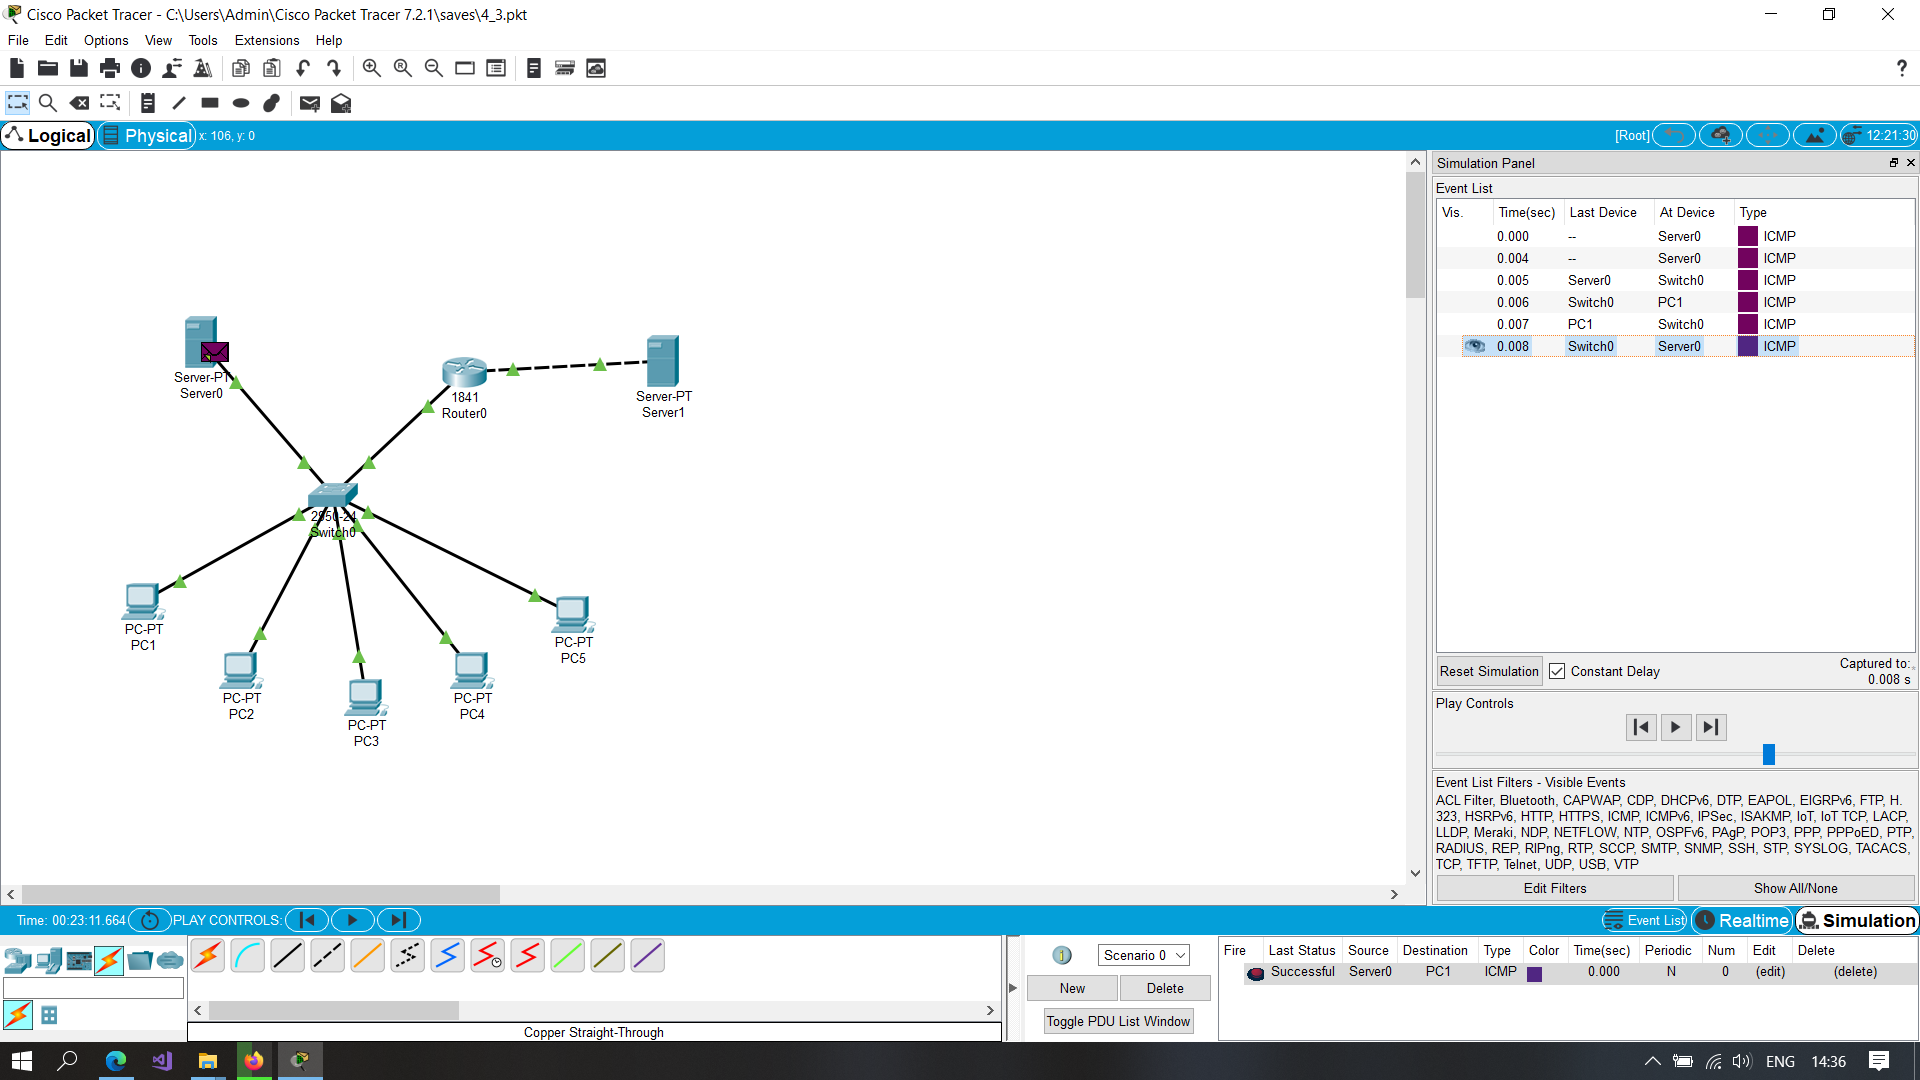 Cisco Packet Tracer - C:\Users\Admin\Cisco Packet Tracer 7.2.1\saves\4_3.pkt
File Edit Options View Tools Extensions Help
?
Logical Physical x: 106, y: 0 [Root] 12:21:30
Simulation Panel
Event List
Vis. Time(sec) Last Device At Device Type
0.000 -- Server0 ICMP
0.004 -- Server0 ICMP
0.005 Server0 Switch0 ICMP
0.006 Switch0 PC1 ICMP
0.007 PC1 Switch0 ICMP
0.008 Switch0 Server0 ICMP
Server-PT
Server0
1841
Router0
Server-PT
Server1
2950-24
Switch0
PC-PT
PC1
PC-PT
PC2
PC-PT
PC3
PC-PT
PC4
PC-PT
PC5
Reset Simulation Constant Delay Captured to:
0.008 s
Play Controls
Event List Filters - Visible Events
ACL Filter, Bluetooth, CAPWAP, CDP, DHCPv6, DTP, EAPOL, EIGRPv6, FTP, H.
323, HSRPv6, HTTP, HTTPS, ICMP, ICMPv6, IPSec, ISAKMP, IoT, IoT TCP, LACP,
LLDP, Meraki, NDP, NETFLOW, NTP, OSPFv6, PAgP, POP3, PPP, PPPoED, PTP,
RADIUS, REP, RIPng, RTP, SCCP, SMTP, SNMP, SSH, STP, SYSLOG, TACACS,
TCP, TFTP, Telnet, UDP, USB, VTP
Edit Filters Show All/None
Time: 00:23:11.664 PLAY CONTROLS: Event List Realtime Simulation
Scenario 0
New Delete
Toggle PDU List Window
Fire Last Status Source Destination Type Color Time(sec) Periodic Num Edit Delete
Successful Server0 PC1 ICMP 0.000 N 0 (edit) (delete)
Copper Straight-Through
ENG 14:36